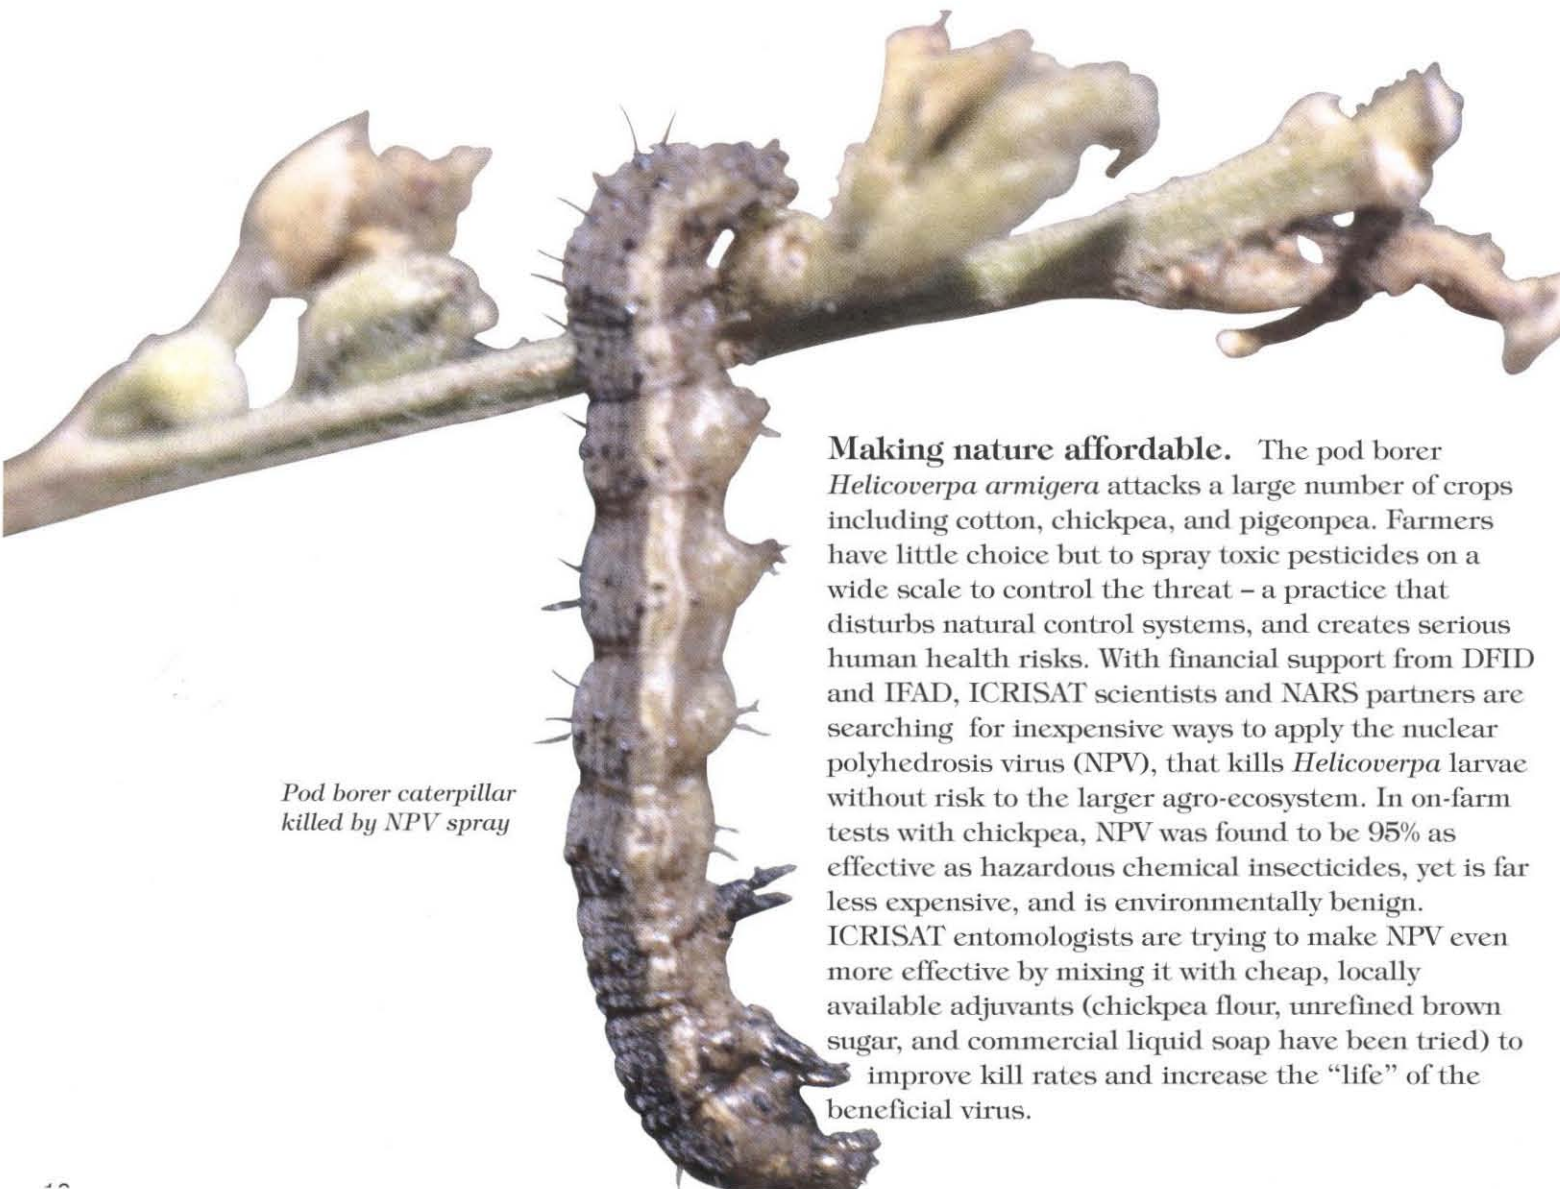 Making nature affordable. The pod borer
Helicoverpa armigera attacks a large number of crops
including cotton, chickpea, and pigeonpea. Farmers
have little choice but to spray toxic pesticides on a
wide scale to control the threat – a practice that
disturbs natural control systems, and creates serious
human health risks. With financial support from DFID
and IFAD, ICRISAT scientists and NARS partners are
searching for inexpensive ways to apply the nuclear
polyhedrosis virus (NPV), that kills Helicoverpa larvae
without risk to the larger agro-ecosystem. In on-farm
tests with chickpea, NPV was found to be 95% as
effective as hazardous chemical insecticides, yet is far
less expensive, and is environmentally benign.
ICRISAT entomologists are trying to make NPV even
more effective by mixing it with cheap, locally
available adjuvants (chickpea flour, unrefined brown
sugar, and commercial liquid soap have been tried) to
improve kill rates and increase the “life” of the
beneficial virus.
Pod borer caterpillar
killed by NPV spray